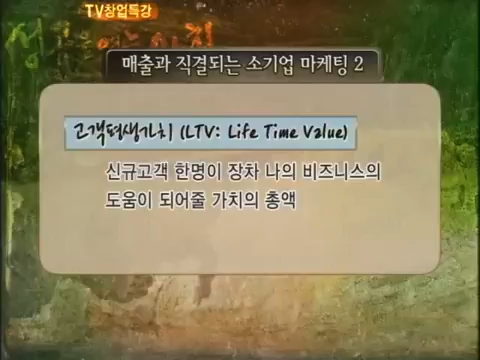 TV창업특강
매출과 직결되는 소기업 마케팅 2
고객평생가치 (LTV: Life Time Value)
신규고객 한명이 장차 나의 비즈니스의
도움이 되어줄 가치의 총액